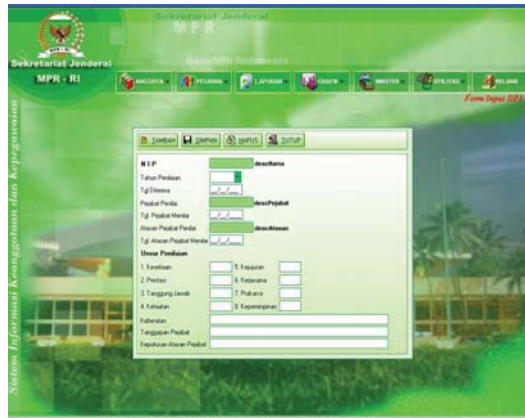 Sekretariat Jenderal
MPR
Sekretariat Jenderal
MPR - RI
ANGGOTA PEGAWAI LAPORAN GRAFIK MASTER UTILITAS KELUAR
Form Input DP3
TAMBAH SIMPAN HAPUS TUTUP
N I P descNama
Tahun Penilaian
Tgl Diterima
Pejabat Penilai descPejabat
Tgl. Pejabat Menilai
Atasan Pejabat Penilai descAtasan
Tgl. Atasan Pejabat Menilai
Unsur Penilaian
1. Kesetiaan 5. Kejujuran
2. Prestasi 6. Kerjasama
3. Tanggung Jawab 7. Prakarsa
4. Ketaatan 8. Kepemimpinan
Keberatan
Tanggapan Pejabat
Keputusan Atasan Pejabat
Sistem Informasi Keanggotaan dan Kepegawaian